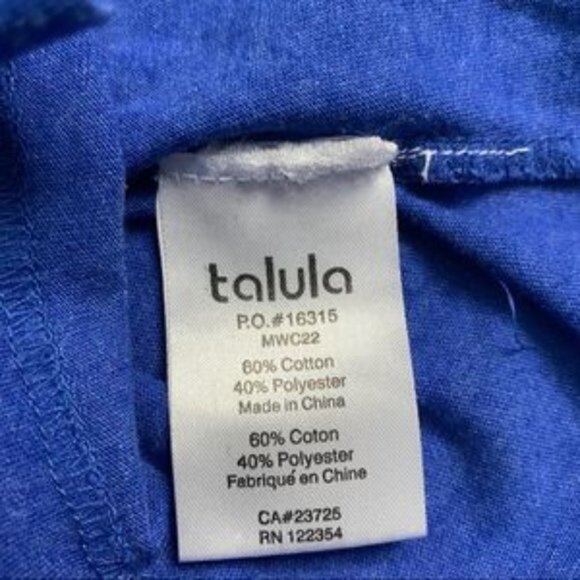 talula
P.O.#16315
MWC22
60% Cotton
40% Polyester
Made in China
60% Coton
40% Polyester
Fabriqué en Chine
CA#23725
RN 122354